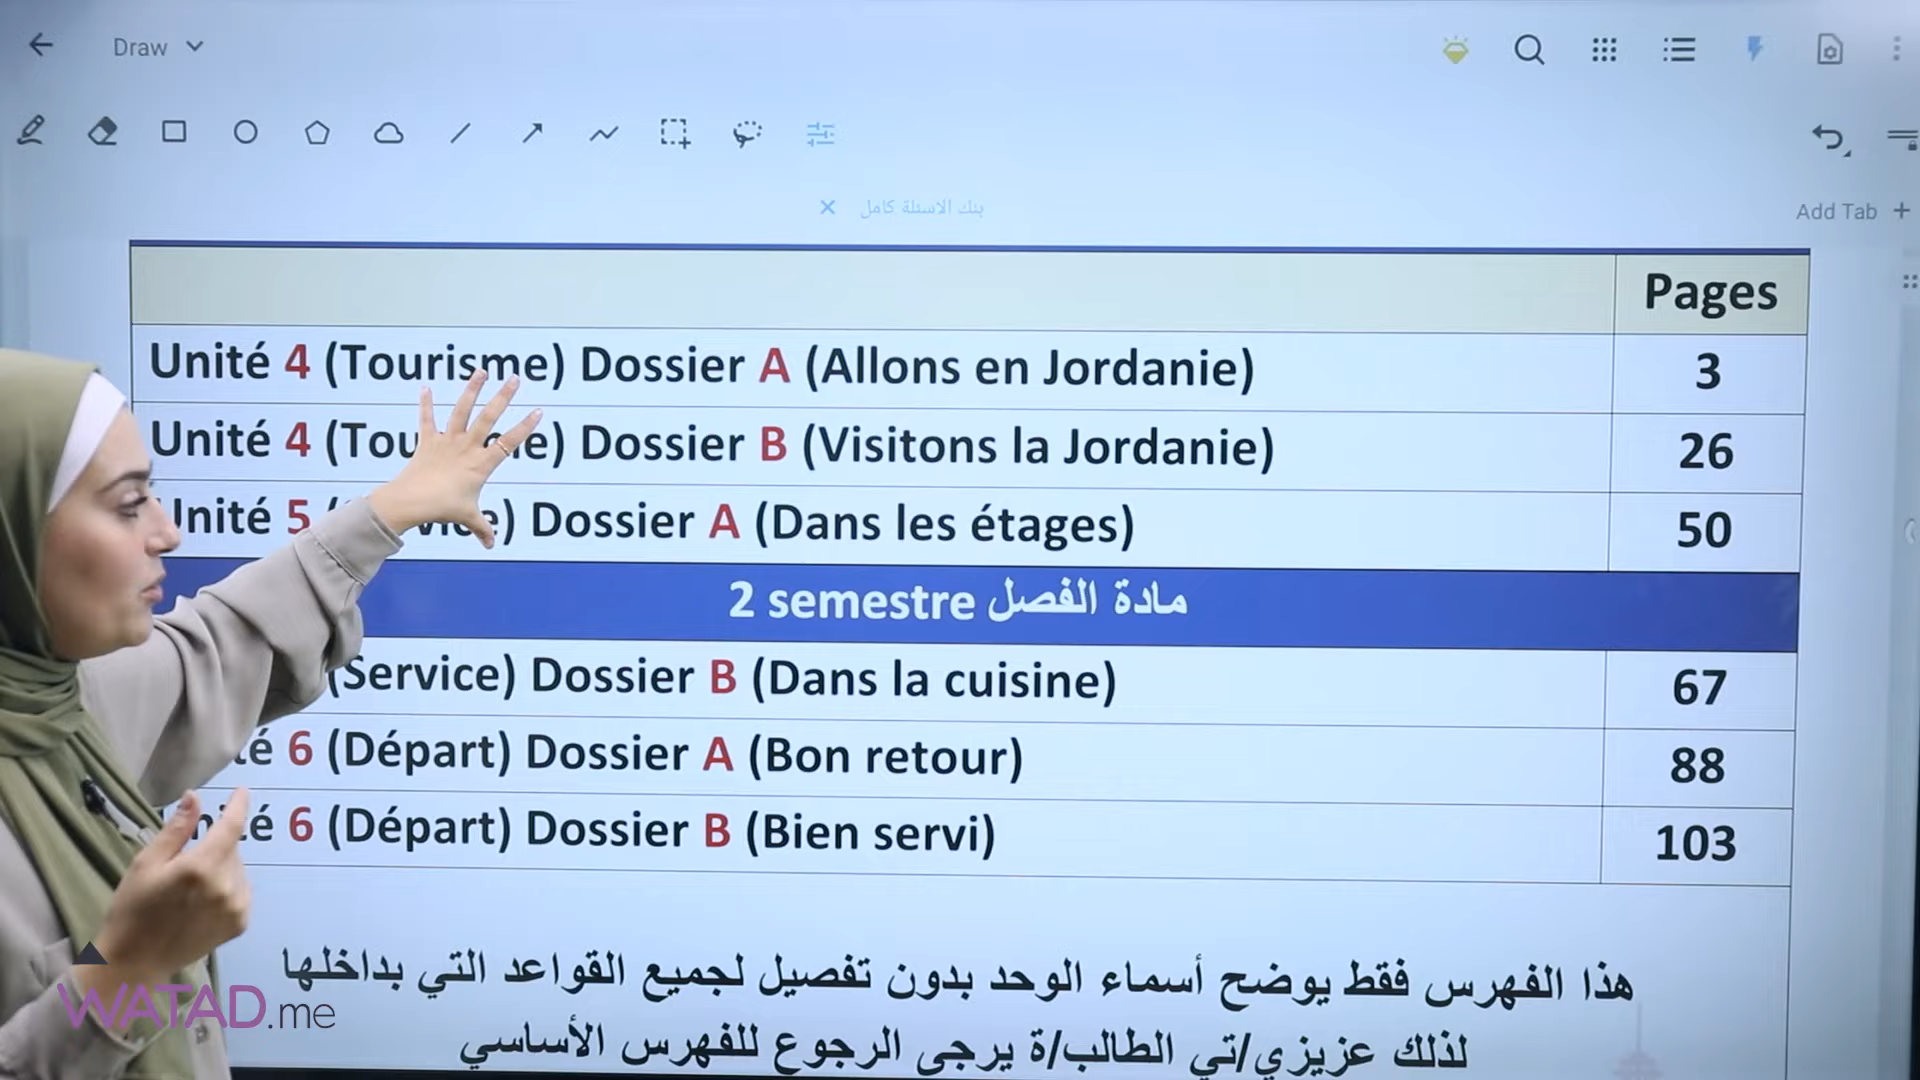 Draw
بنك الاسئلة كامل
Add Tab +
Pages
Unité 4 (Tourisme) Dossier A (Allons en Jordanie) 3
Unité 4 Dossier B (Visitons la Jordanie) 26
5 Dossier A (Dans les étages) 50
مادة الفصل 2 semestre
(Service) Dossier B (Dans la cuisine) 67
6 (Départ) Dossier A (Bon retour) 88
6 (Départ) Dossier B (Bien servi) 103
هذا الفهرس فقط يوضح أسماء الوحد بدون تفصيل لجميع القواعد التي بداخلها
لذلك عزيزي/تي الطالب/ة يرجى الرجوع للفهرس الأساسي
WATAD.me